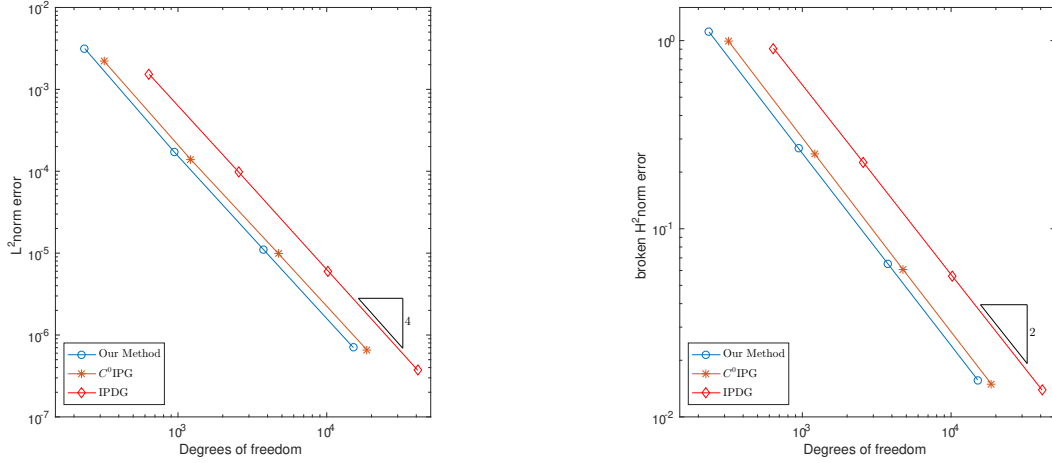 10^-2
10^-3
10^-4
10^-5
10^-6
10^-7
L^2norm error
4
Our Method
C^0IPG
IPDG
10^3
10^4
Degrees of freedom
10^0
10^-1
10^-2
broken H^2norm error
2
Our Method
C^0IPG
IPDG
10^3
10^4
Degrees of freedom